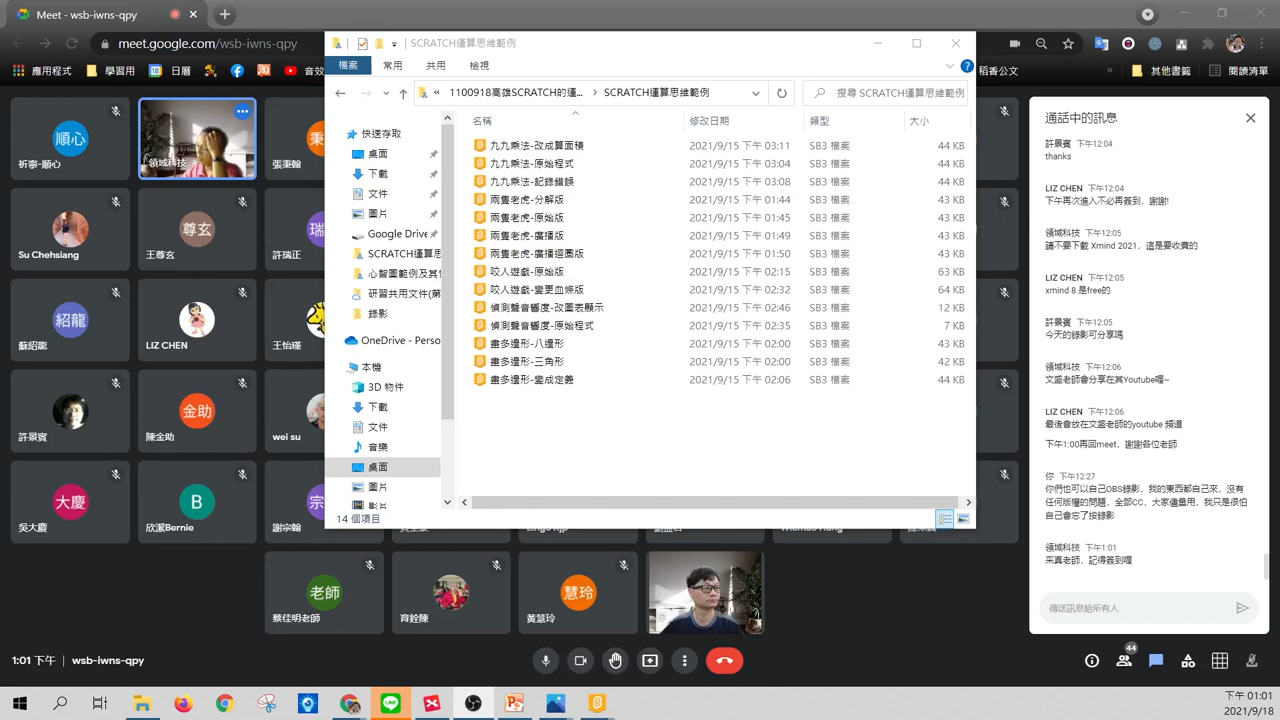 Meet - wsb-iwns-qpy
meet.google.com/wsb-iwns-qpy
其他書籤
閱讀清單
SCRATCH運算思維範例
檔案
常用
共用
檢視
1100918高雄SCRATCH的運... > SCRATCH運算思維範例
搜尋 SCRATCH運算思維範例
名稱
修改日期
類型
大小
九九乘法-改成算面積 2021/9/15 下午 03:11 SB3 檔案 44 KB
九九乘法-原始程式 2021/9/15 下午 03:04 SB3 檔案 44 KB
九九乘法-記錄錯誤 2021/9/15 下午 03:08 SB3 檔案 44 KB
兩隻老虎-分解版 2021/9/15 下午 01:44 SB3 檔案 43 KB
兩隻老虎-原始版 2021/9/15 下午 01:45 SB3 檔案 43 KB
兩隻老虎-廣播版 2021/9/15 下午 01:49 SB3 檔案 43 KB
兩隻老虎-廣播迴圈版 2021/9/15 下午 01:50 SB3 檔案 43 KB
咬人遊戲-原始版 2021/9/15 下午 02:15 SB3 檔案 63 KB
咬人遊戲-變更血條版 2021/9/15 下午 02:32 SB3 檔案 64 KB
偵測聲音響度-改圖表顯示 2021/9/15 下午 02:46 SB3 檔案 12 KB
偵測聲音響度-原始程式 2021/9/15 下午 02:35 SB3 檔案 7 KB
畫多邊形-八邊形 2021/9/15 下午 02:00 SB3 檔案 43 KB
畫多邊形-三角形 2021/9/15 下午 02:00 SB3 檔案 42 KB
畫多邊形-變成定義 2021/9/15 下午 02:06 SB3 檔案 44 KB
快速存取
桌面
下載
文件
圖片
Google Drive
SCRATCH運算思
心智圖範例及其他
研習共用文件(第
錄影
OneDrive - Perso
本機
3D 物件
下載
文件
音樂
桌面
圖片
影片
14 個項目
順心
祈夢-順心
領域科技
張秉翰
Su Chu Fang
尊玄
王尊玄
許瑞正
紹龍
蘇紹龍
LIZ CHEN
王怡瑾
許景賓
金助
陳金助
wei su
大慶
吳大慶
B
欣潔Bernie
宗
謝宗翰
老師
蔡佳明老師
育銓陳
慧玲
黃慧玲
通話中的訊息
許景賓 下午12:04
thanks
LIZ CHEN 下午12:04
下午再次進入不必再簽到，謝謝!
領域科技 下午12:05
請不要下載 Xmind 2021，這是要收費的
LIZ CHEN 下午12:05
xmind 8 是free的
許景賓 下午12:05
今天的錄影可分享嗎
領域科技 下午12:06
文盛老師會分享在其Youtube喔~
LIZ CHEN 下午12:06
最後會放在文盛老師的youtube 頻道
下午1:00再回meet，謝謝各位老師
你 下午12:27
你們也可以自己OBS錄影，我的東西都自己來，沒有
任何版權的問題，全部CC，大家儘量用，我只是很怕
自己會忘了按錄影
領域科技 下午1:01
采真老師，記得簽到喔
傳送訊息給所有人
1:01 下午 | wsb-iwns-qpy
44
下午 01:01
2021/9/18